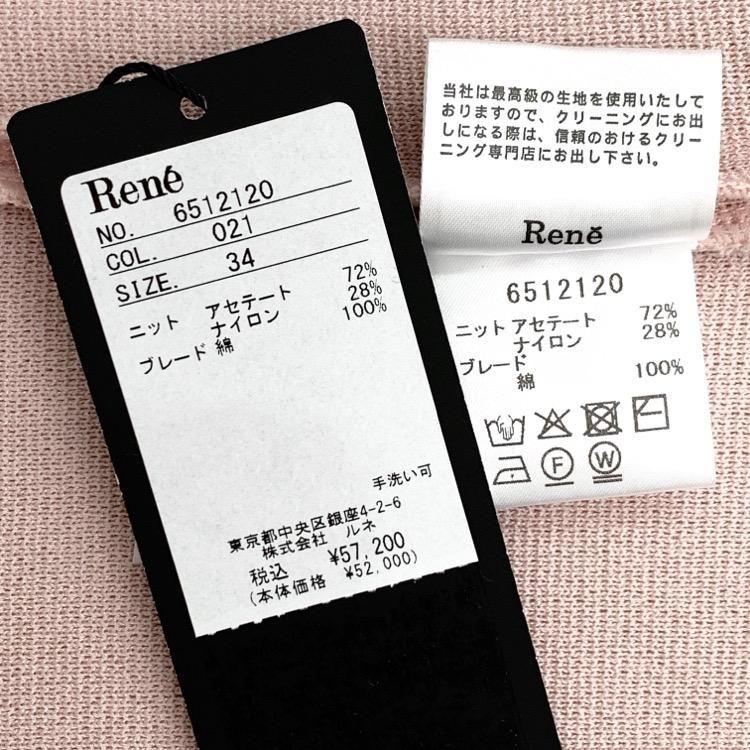 René
NO. 6512120
COL. 021
SIZE. 34
ニット アセテート 72%
ナイロン 28%
ブレード 綿 100%
手洗い可
東京都中央区銀座4-2-6
株式会社 ルネ
税込 ¥57,200
(本体価格 ¥52,000)
当社は最高級の生地を使用いたして
おりますので、クリーニングにお出
しになる際は、信頼のおけるクリー
ニング専門店にお出し下さい。
René
6512120
ニット アセテート 72%
ナイロン 28%
ブレード
綿 100%
F W